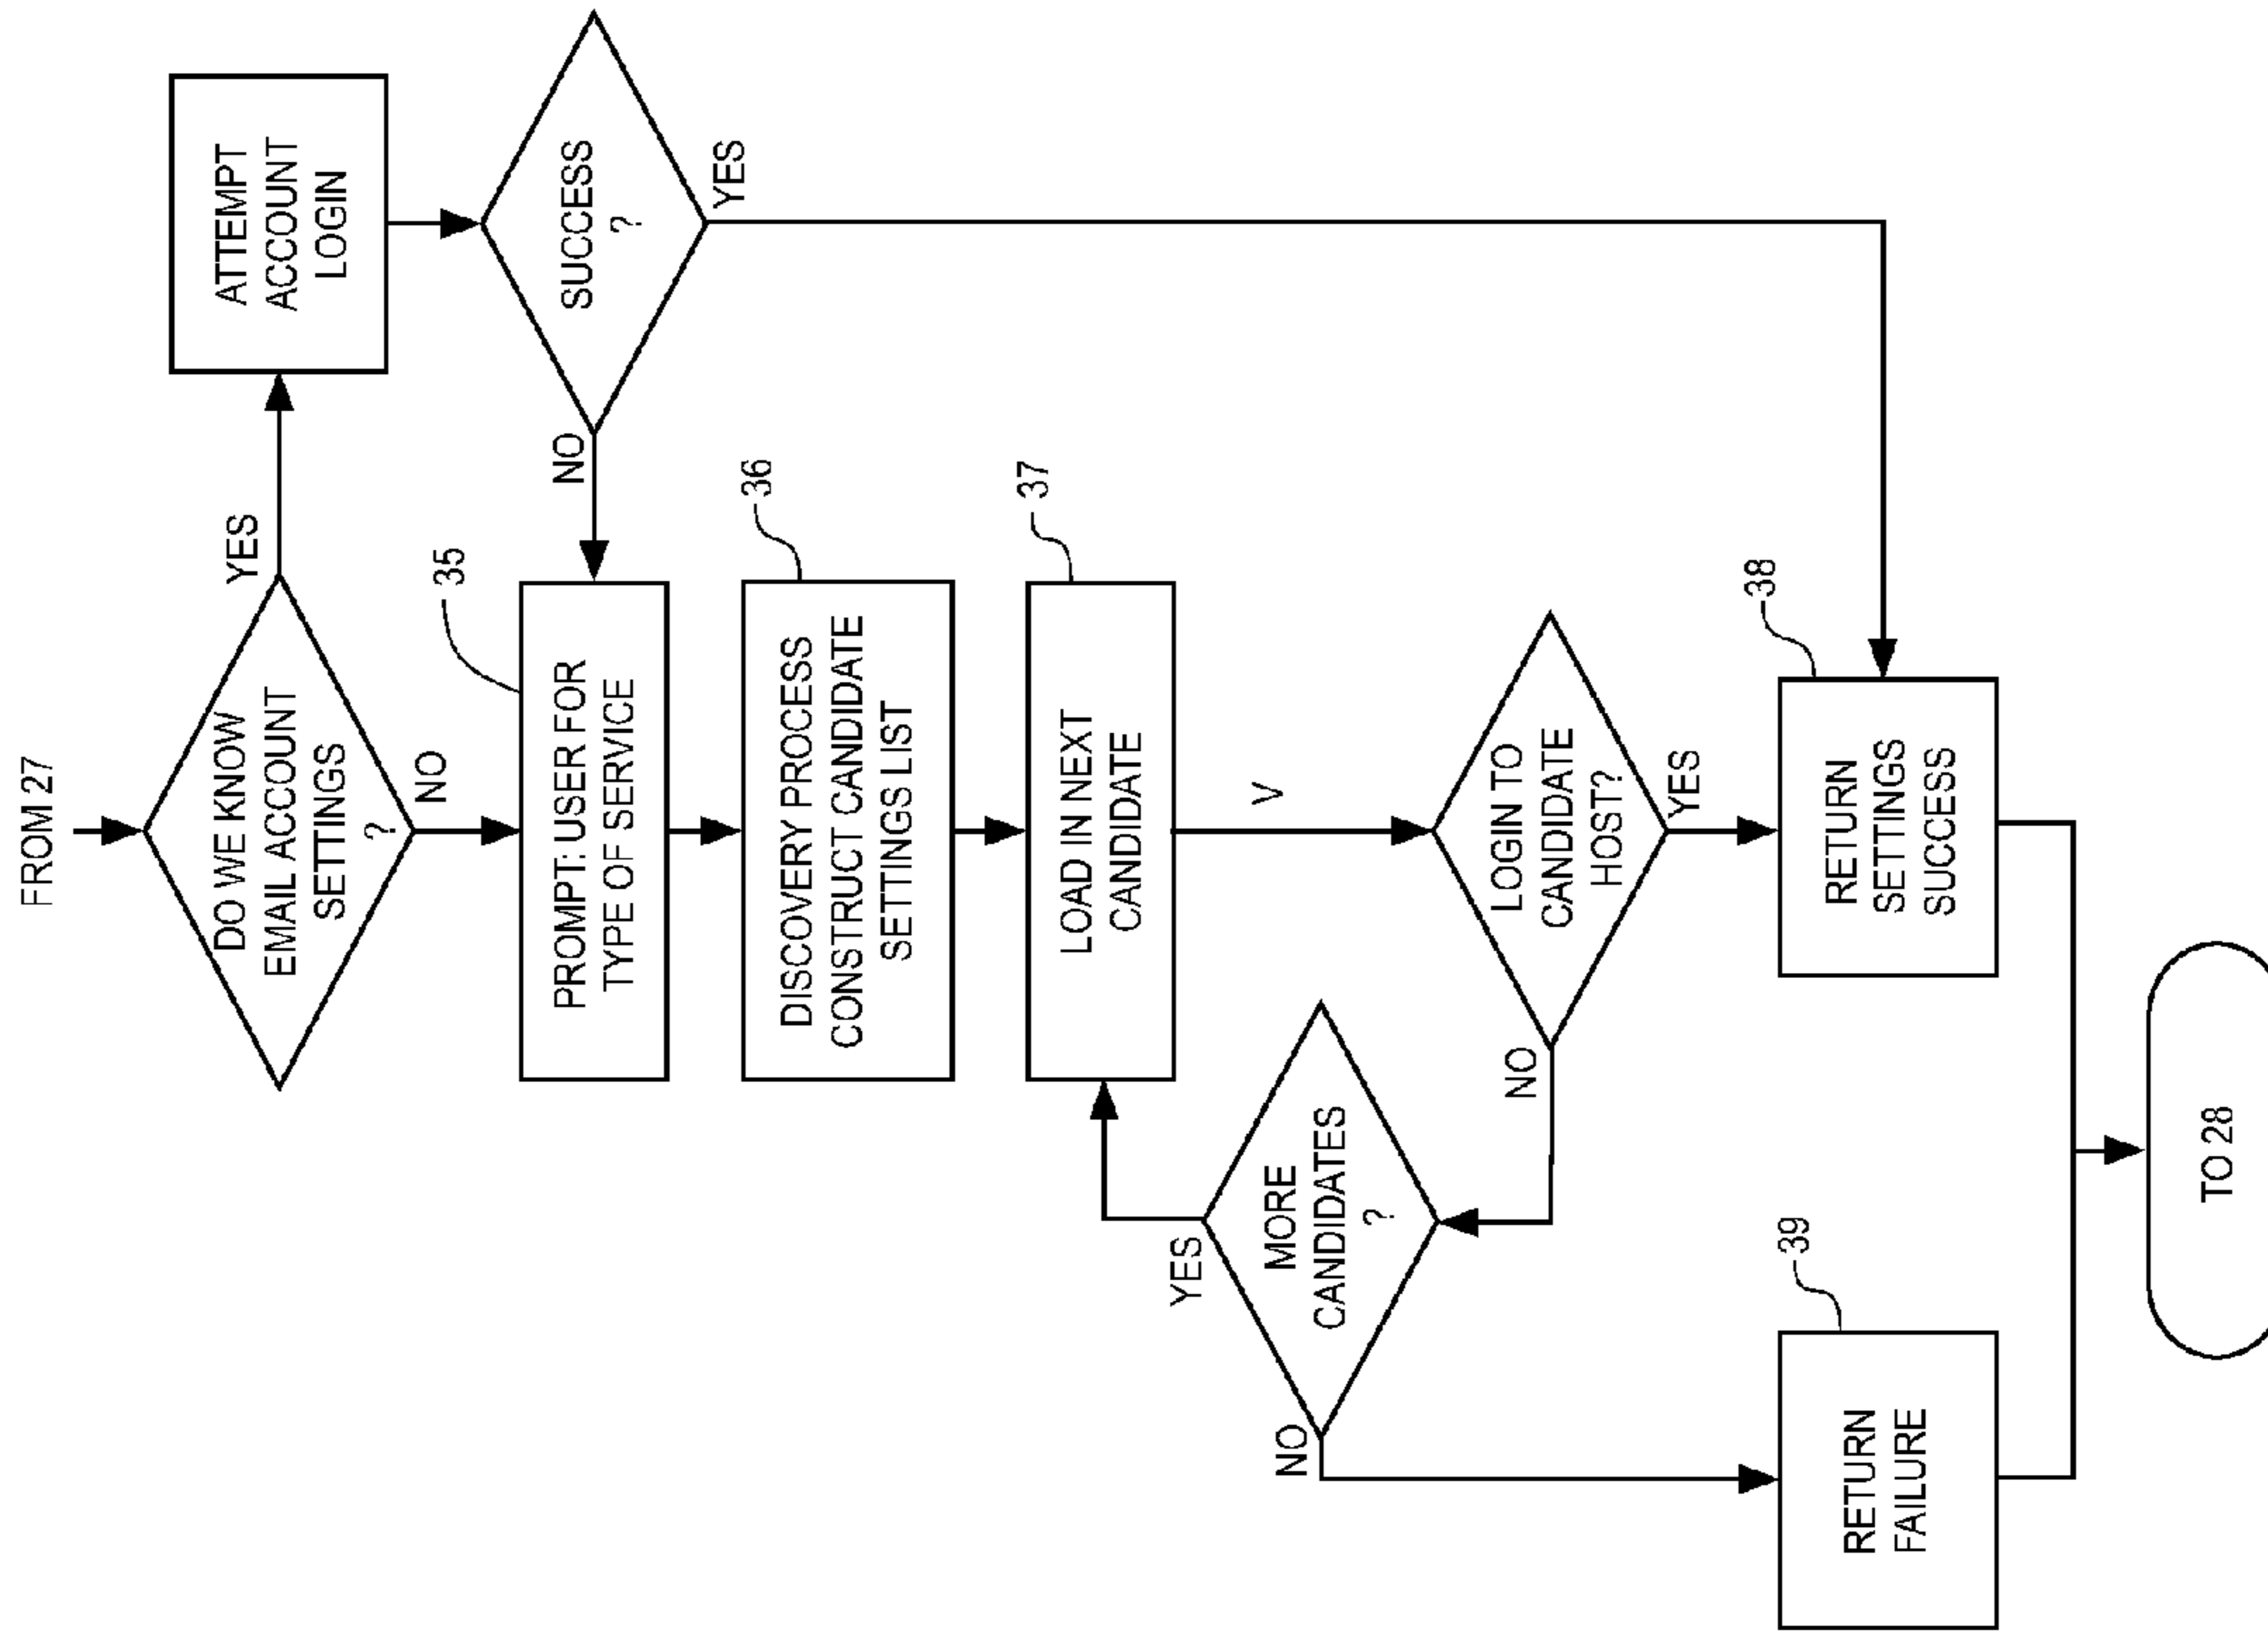 FROM 27
DO WE KNOW
EMAIL ACCOUNT
SETTINGS
?
YES
NO
ATTEMPT
ACCOUNT
LOGIN
SUCCESS
?
NO
YES
35
PROMPT: USER FOR
TYPE OF SERVICE
36
DISCOVERY PROCESS
CONSTRUCT CANDIDATE
SETTINGS LIST
37
LOAD IN NEXT
CANDIDATE
V
LOGIN TO
CANDIDATE
HOST?
NO
YES
MORE
CANDIDATES
?
YES
NO
38
RETURN
SETTINGS
SUCCESS
39
RETURN
FAILURE
TO 28